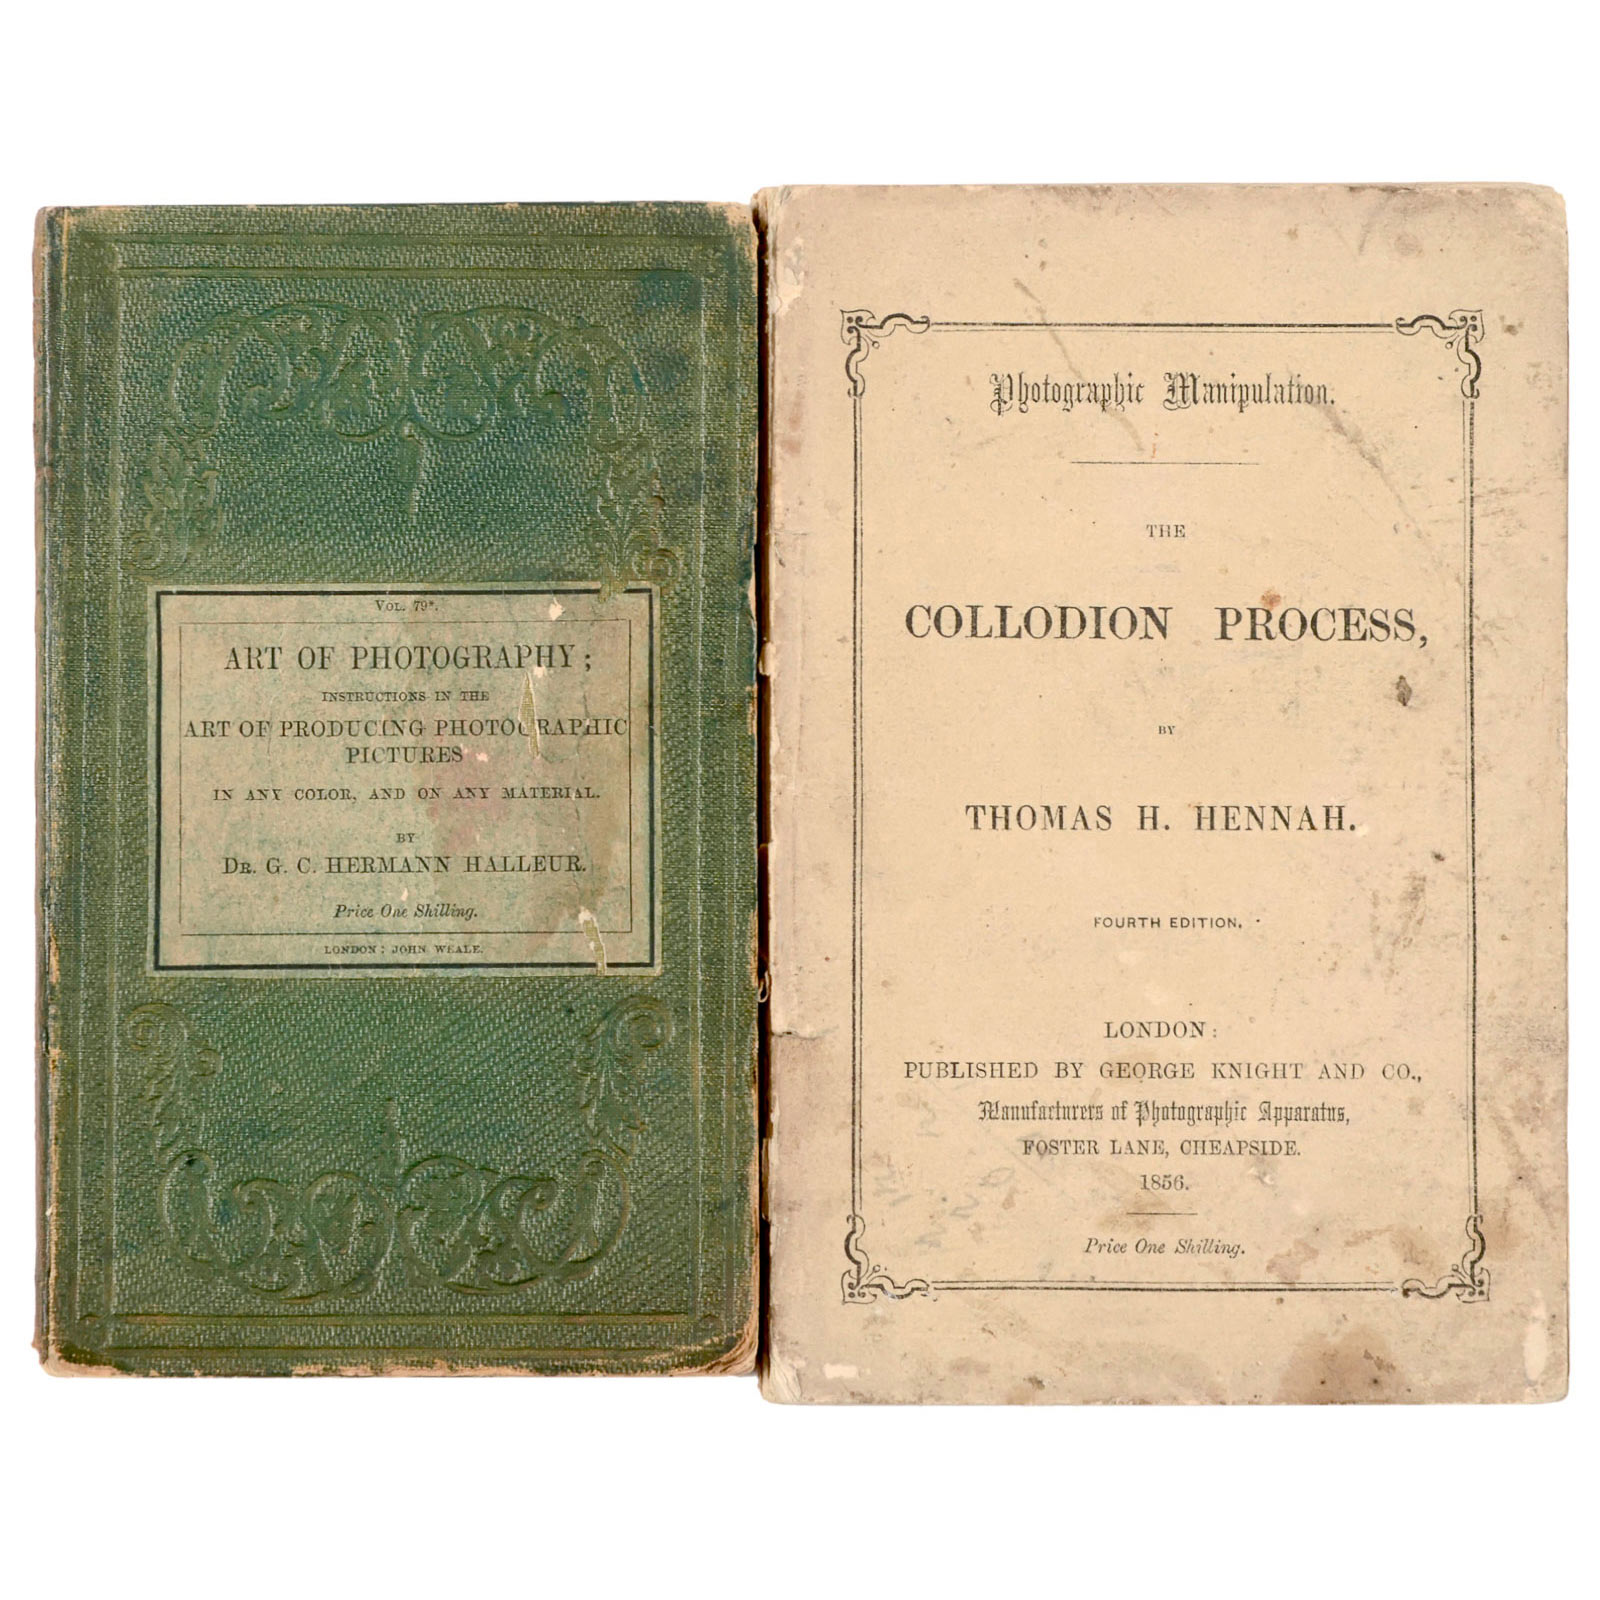 Vol. 79*.
ART OF PHOTOGRAPHY;
INSTRUCTIONS IN THE
ART OF PRODUCING PHOTOGRAPHIC
PICTURES
IN ANY COLOR, AND ON ANY MATERIAL.
BY
DR. G. C. HERMANN HALLEUR.
Price One Shilling.
LONDON: JOHN WEALE.
Photographic Manipulation.
THE
COLLODION PROCESS,
BY
THOMAS H. HENNAH.
FOURTH EDITION.
LONDON:
PUBLISHED BY GEORGE KNIGHT AND CO.,
Manufacturers of Photographic Apparatus,
FOSTER LANE, CHEAPSIDE.
1856.
Price One Shilling.